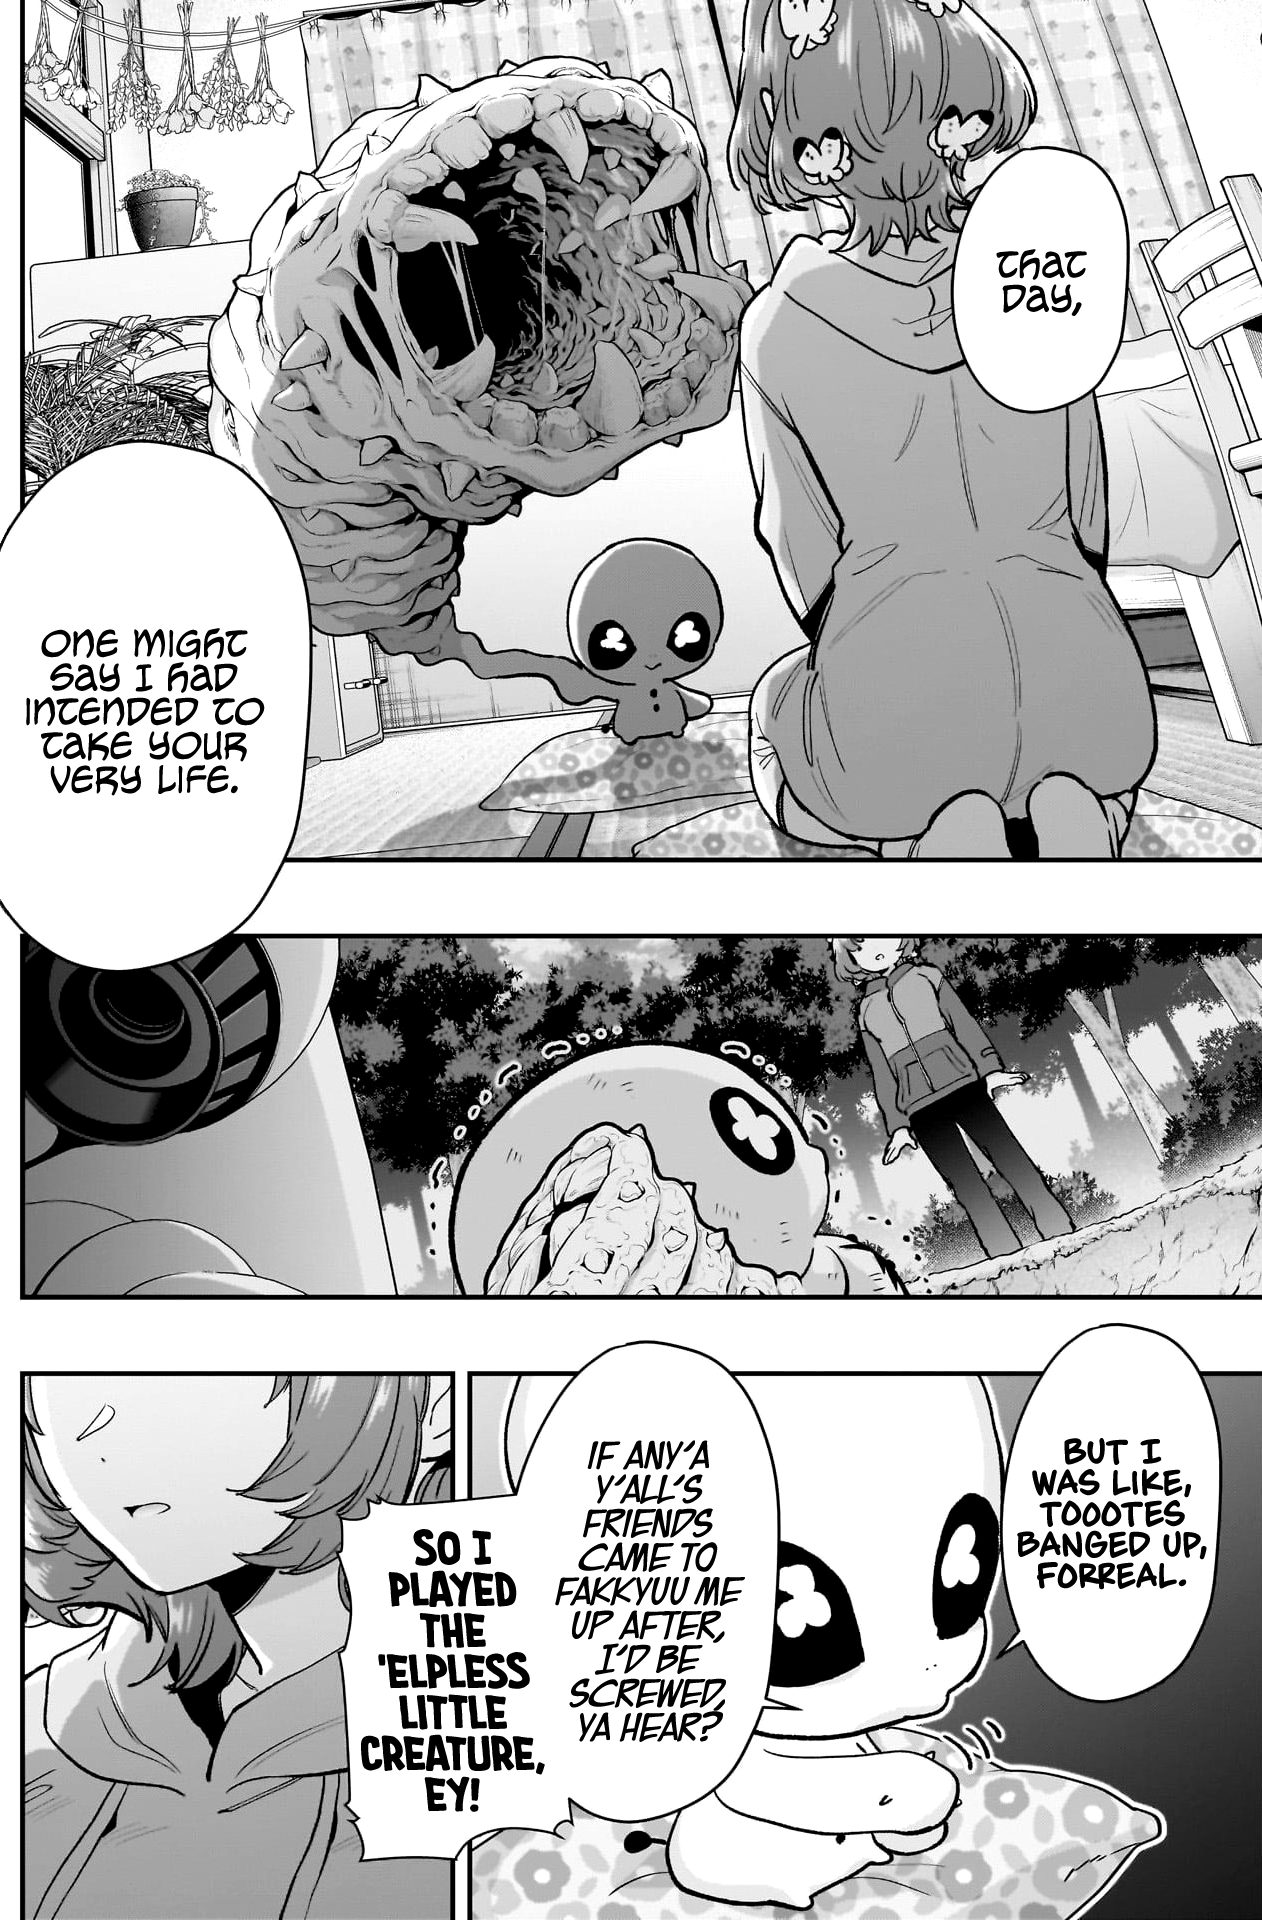 THAT
DAY,
ONE MIGHT
SAY I HAD
INTENDED TO
TAKE YOUR
VERY LIFE.
BUT I
WAS LIKE,
TOOOTES
BANGED UP,
FORREAL.
IF ANY'A
Y'ALL'S
FRIENDS
CAME TO
FAKKYUU ME
UP AFTER,
I'D BE
SCREWED,
YA HEAR?
SO I
PLAYED
THE
'ELPLESS
LITTLE
CREATURE,
EY!